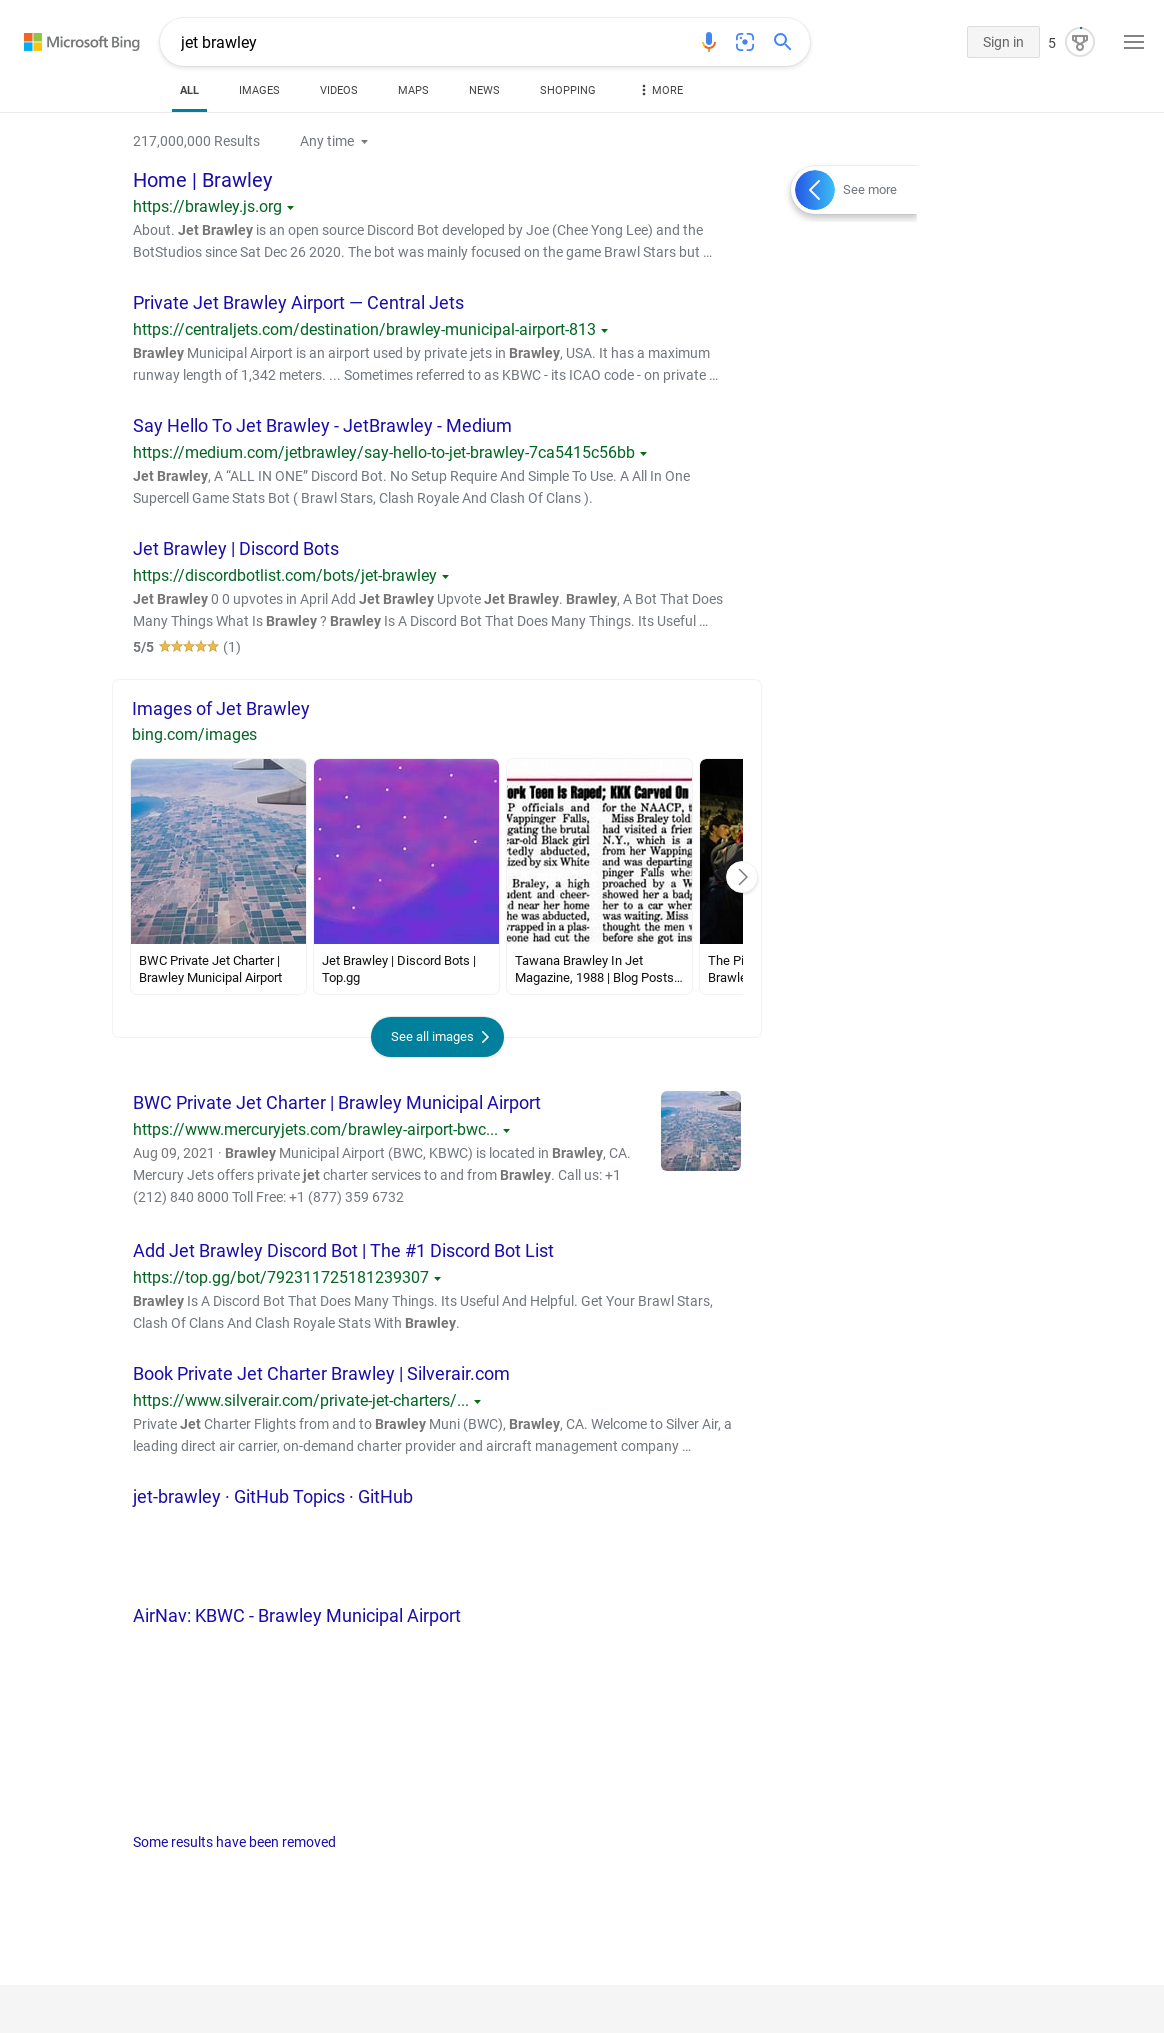 Microsoft Bing
jet brawley
Sign in
5
ALL
IMAGES
VIDEOS
MAPS
NEWS
SHOPPING
MORE
217,000,000 Results
Any time
See more
Home | Brawley
https://brawley.js.org
About. Jet Brawley is an open source Discord Bot developed by Joe (Chee Yong Lee) and the
BotStudios since Sat Dec 26 2020. The bot was mainly focused on the game Brawl Stars but …
Private Jet Brawley Airport — Central Jets
https://centraljets.com/destination/brawley-municipal-airport-813
Brawley Municipal Airport is an airport used by private jets in Brawley, USA. It has a maximum
runway length of 1,342 meters. ... Sometimes referred to as KBWC - its ICAO code - on private …
Say Hello To Jet Brawley - JetBrawley - Medium
https://medium.com/jetbrawley/say-hello-to-jet-brawley-7ca5415c56bb
Jet Brawley, A “ALL IN ONE” Discord Bot. No Setup Require And Simple To Use. A All In One
Supercell Game Stats Bot ( Brawl Stars, Clash Royale And Clash Of Clans ).
Jet Brawley | Discord Bots
https://discordbotlist.com/bots/jet-brawley
Jet Brawley 0 0 upvotes in April Add Jet Brawley Upvote Jet Brawley. Brawley, A Bot That Does
Many Things What Is Brawley ? Brawley Is A Discord Bot That Does Many Things. Its Useful …
5/5 (1)
Images of Jet Brawley
bing.com/images
ork Teen Is Raped; KKK Carved On
P officials and
Wappinger Falls,
gating the brutal
ear-old Black girl
rtedly abducted,
ized by six White
Braley, a high
udent and cheer-
d near her home
he was abducted,
wrapped in a plas-
eone had cut the
for the NAACP, t
Miss Braley told
had visited a frien
N.Y., which is a
from her Wapping
and was departing
pinger Falls whe
proached by a W
showed her a badg
her to a car when
was waiting. Miss
thought the men w
before she got ins
BWC Private Jet Charter |
Brawley Municipal Airport
Jet Brawley | Discord Bots |
Top.gg
Tawana Brawley In Jet
Magazine, 1988 | Blog Posts…
The Pi
Brawle
See all images
BWC Private Jet Charter | Brawley Municipal Airport
https://www.mercuryjets.com/brawley-airport-bwc...
Aug 09, 2021 · Brawley Municipal Airport (BWC, KBWC) is located in Brawley, CA.
Mercury Jets offers private jet charter services to and from Brawley. Call us: +1
(212) 840 8000 Toll Free: +1 (877) 359 6732
Add Jet Brawley Discord Bot | The #1 Discord Bot List
https://top.gg/bot/792311725181239307
Brawley Is A Discord Bot That Does Many Things. Its Useful And Helpful. Get Your Brawl Stars,
Clash Of Clans And Clash Royale Stats With Brawley.
Book Private Jet Charter Brawley | Silverair.com
https://www.silverair.com/private-jet-charters/...
Private Jet Charter Flights from and to Brawley Muni (BWC), Brawley, CA. Welcome to Silver Air, a
leading direct air carrier, on-demand charter provider and aircraft management company …
jet-brawley · GitHub Topics · GitHub
AirNav: KBWC - Brawley Municipal Airport
Some results have been removed